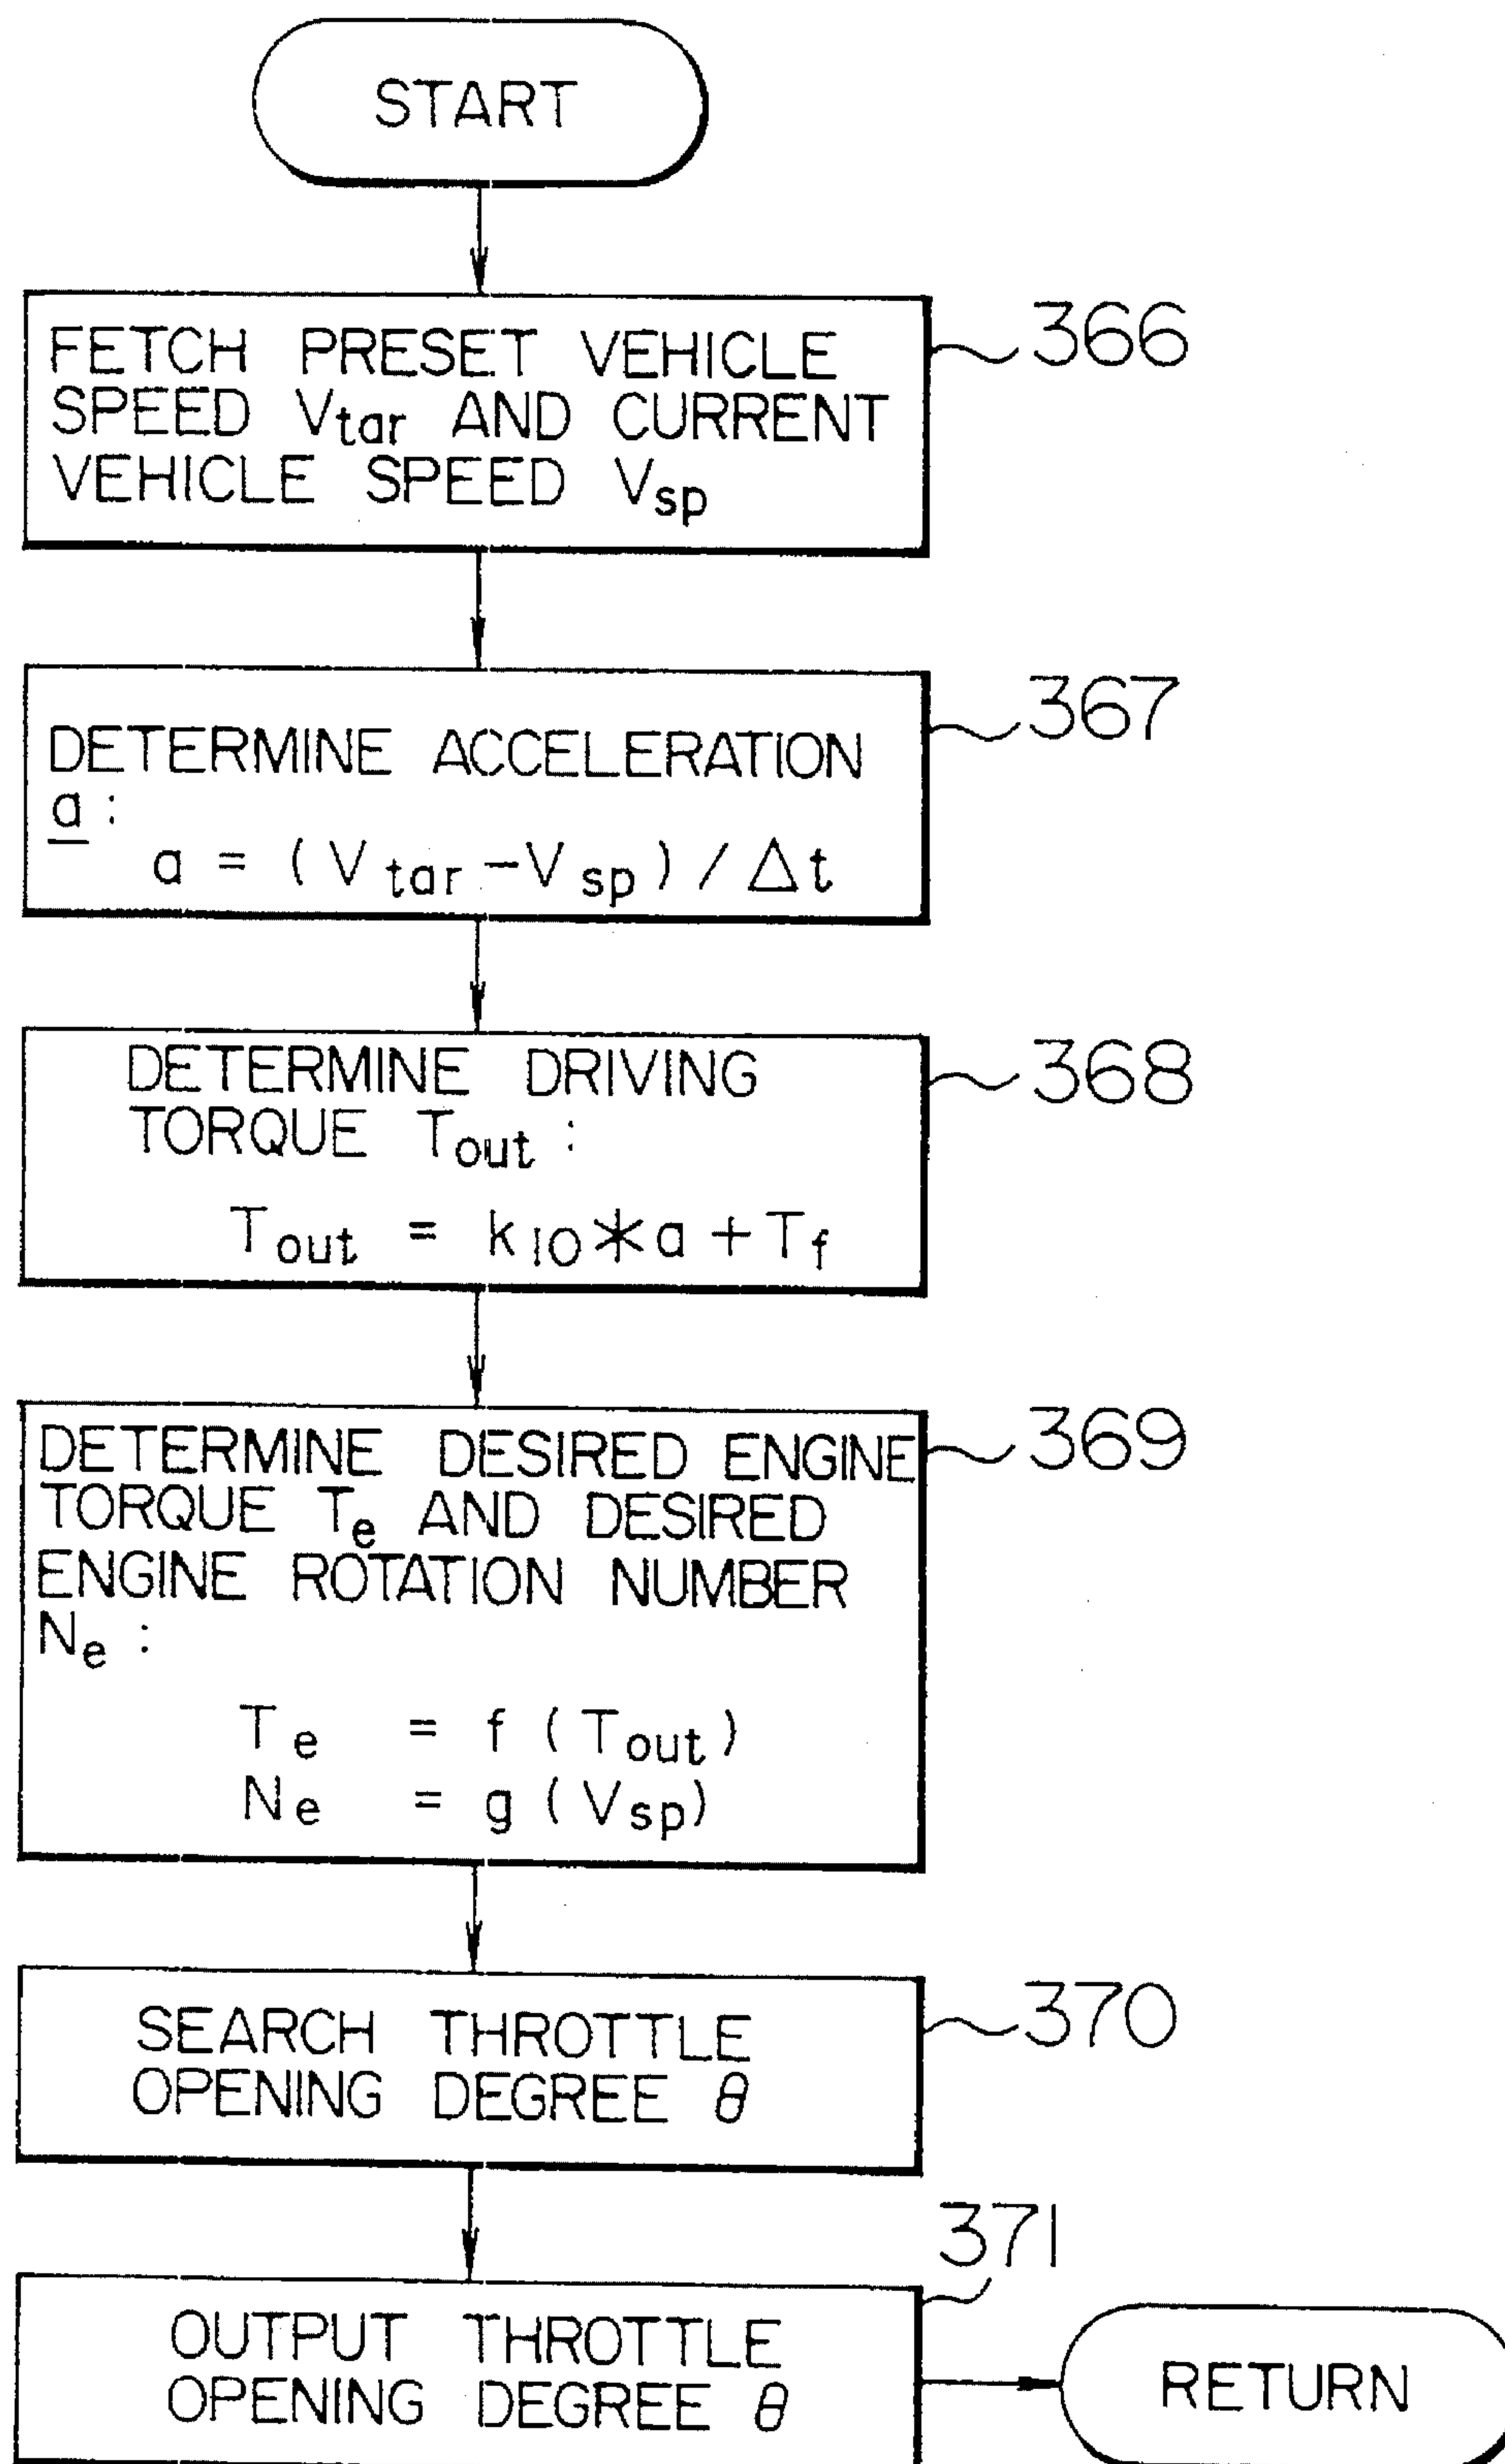 START
FETCH PRESET VEHICLE
SPEED Vtar AND CURRENT
VEHICLE SPEED Vsp
366
DETERMINE ACCELERATION
a :
a = ( Vtar - Vsp ) / Δt
367
DETERMINE DRIVING
TORQUE Tout :
Tout = k10 * a + Tf
368
DETERMINE DESIRED ENGINE
TORQUE Te AND DESIRED
ENGINE ROTATION NUMBER
Ne :
Te = f ( Tout )
Ne = g ( Vsp )
369
SEARCH THROTTLE
OPENING DEGREE θ
370
371
OUTPUT THROTTLE
OPENING DEGREE θ
RETURN